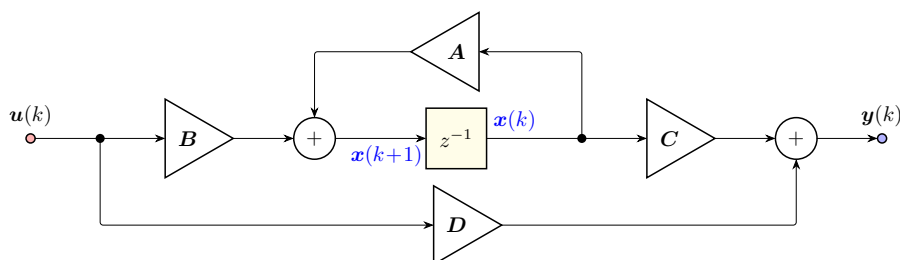 A
u(k)
B
+
x(k+1)
z⁻¹
x(k)
C
+
y(k)
D